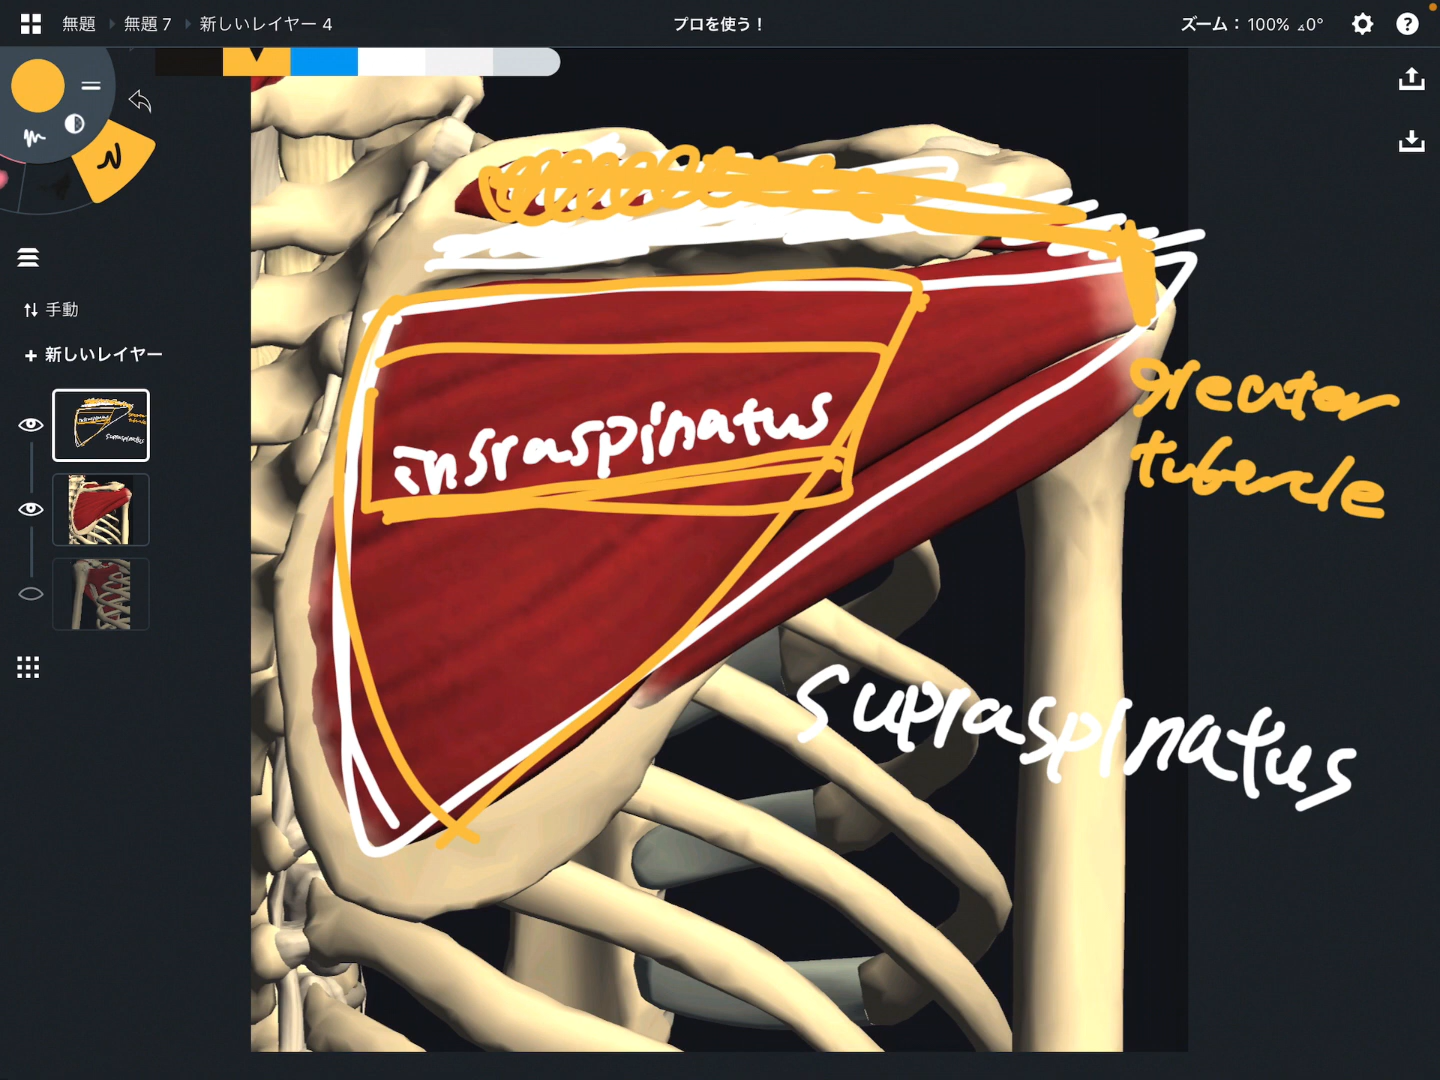 無題 無題 7 新しいレイヤー 4
プロを使う！
ズーム： 100% ⊿0°
手動
+ 新しいレイヤー
insraspinatus
greater
tubercle
supraspinatus